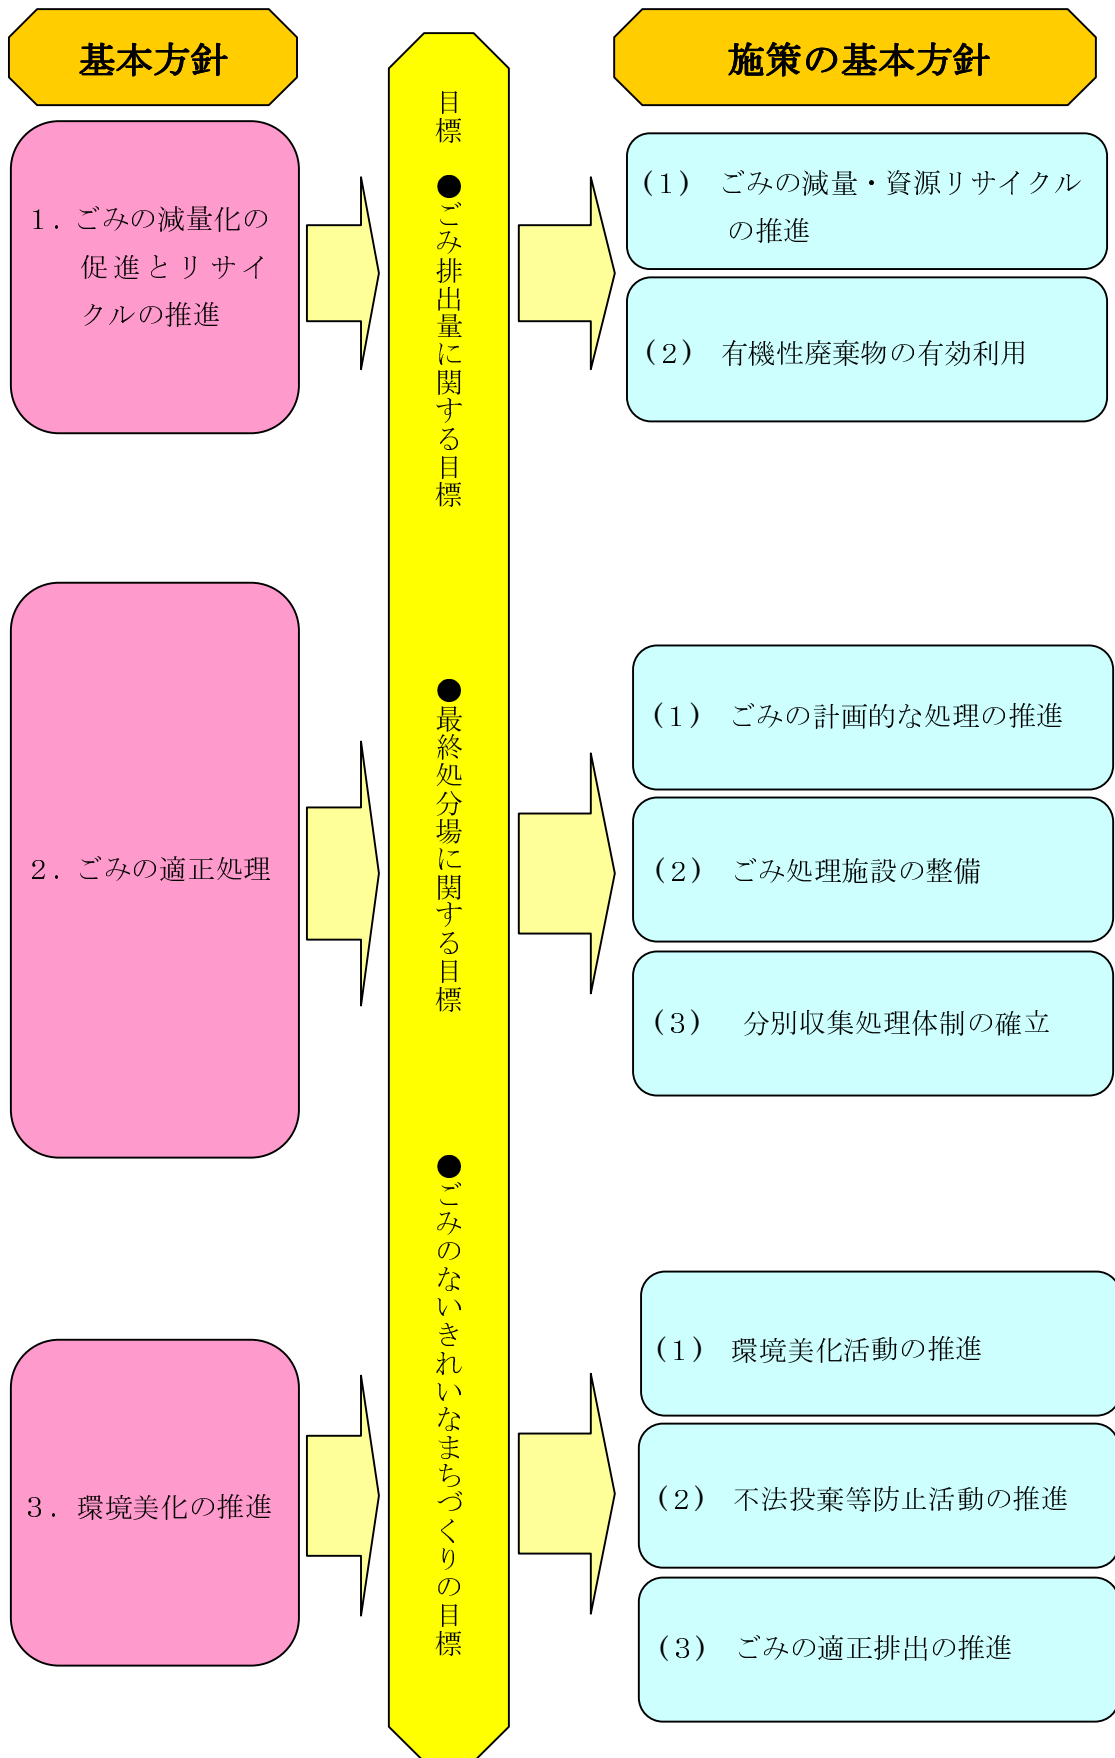 基本方針
施策の基本方針
１. ごみの減量化の
促進とリサイ
クルの推進
目標　●ごみ排出量に関する目標
●最終処分場に関する目標
●ごみのないきれいなまちづくりの目標
(１)　ごみの減量・資源リサイクル
の推進
(２)　有機性廃棄物の有効利用
２. ごみの適正処理
(１)　ごみの計画的な処理の推進
(２)　ごみ処理施設の整備
(３)　分別収集処理体制の確立
３. 環境美化の推進
(１)　環境美化活動の推進
(２)　不法投棄等防止活動の推進
(３)　ごみの適正排出の推進